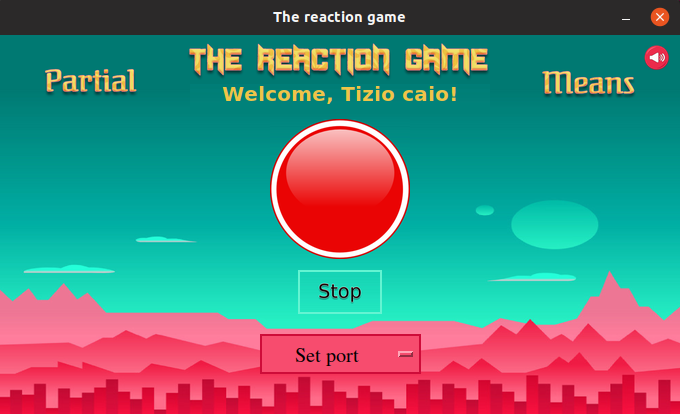 The reaction game
THE REACTION GAME
Partial
Means
Welcome, Tizio caio!
Stop
Set port